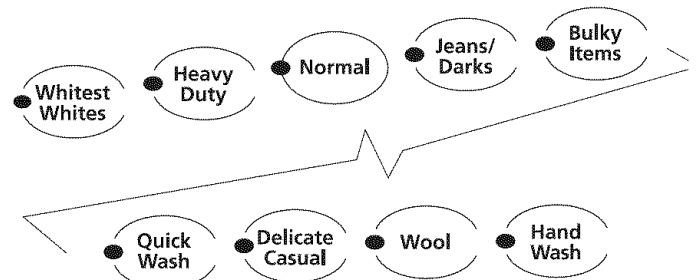 Whitest
Whites
Heavy
Duty
Normal
Jeans/
Darks
Bulky
Items
Quick
Wash
Delicate
Casual
Wool
Hand
Wash